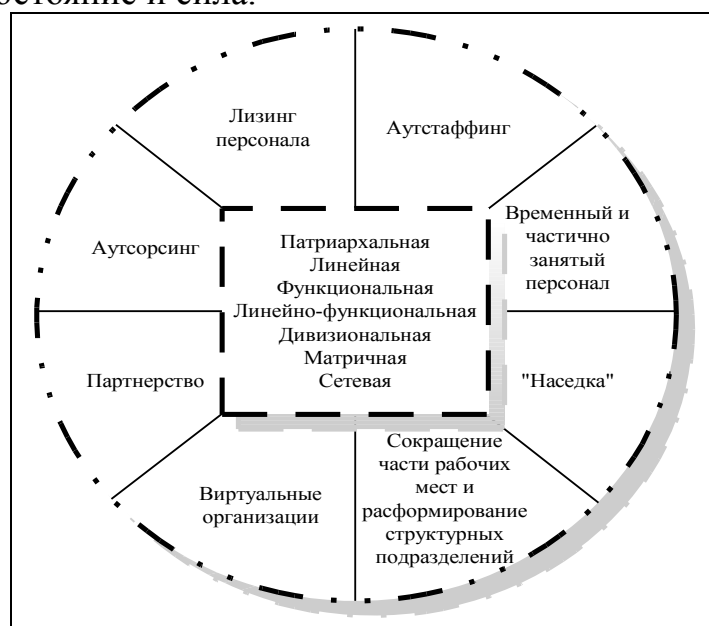 остояние и сила.
Лизинг
персонала
Аутстаффинг
Аутсорсинг
Временный и
частично
занятый
персонал
Патриархальная
Линейная
Функциональная
Линейно-функциональная
Дивизиональная
Матричная
Сетевая
Партнерство
"Наседка"
Виртуальные
организации
Сокращение
части рабочих
мест и
расформирование
структурных
подразделений